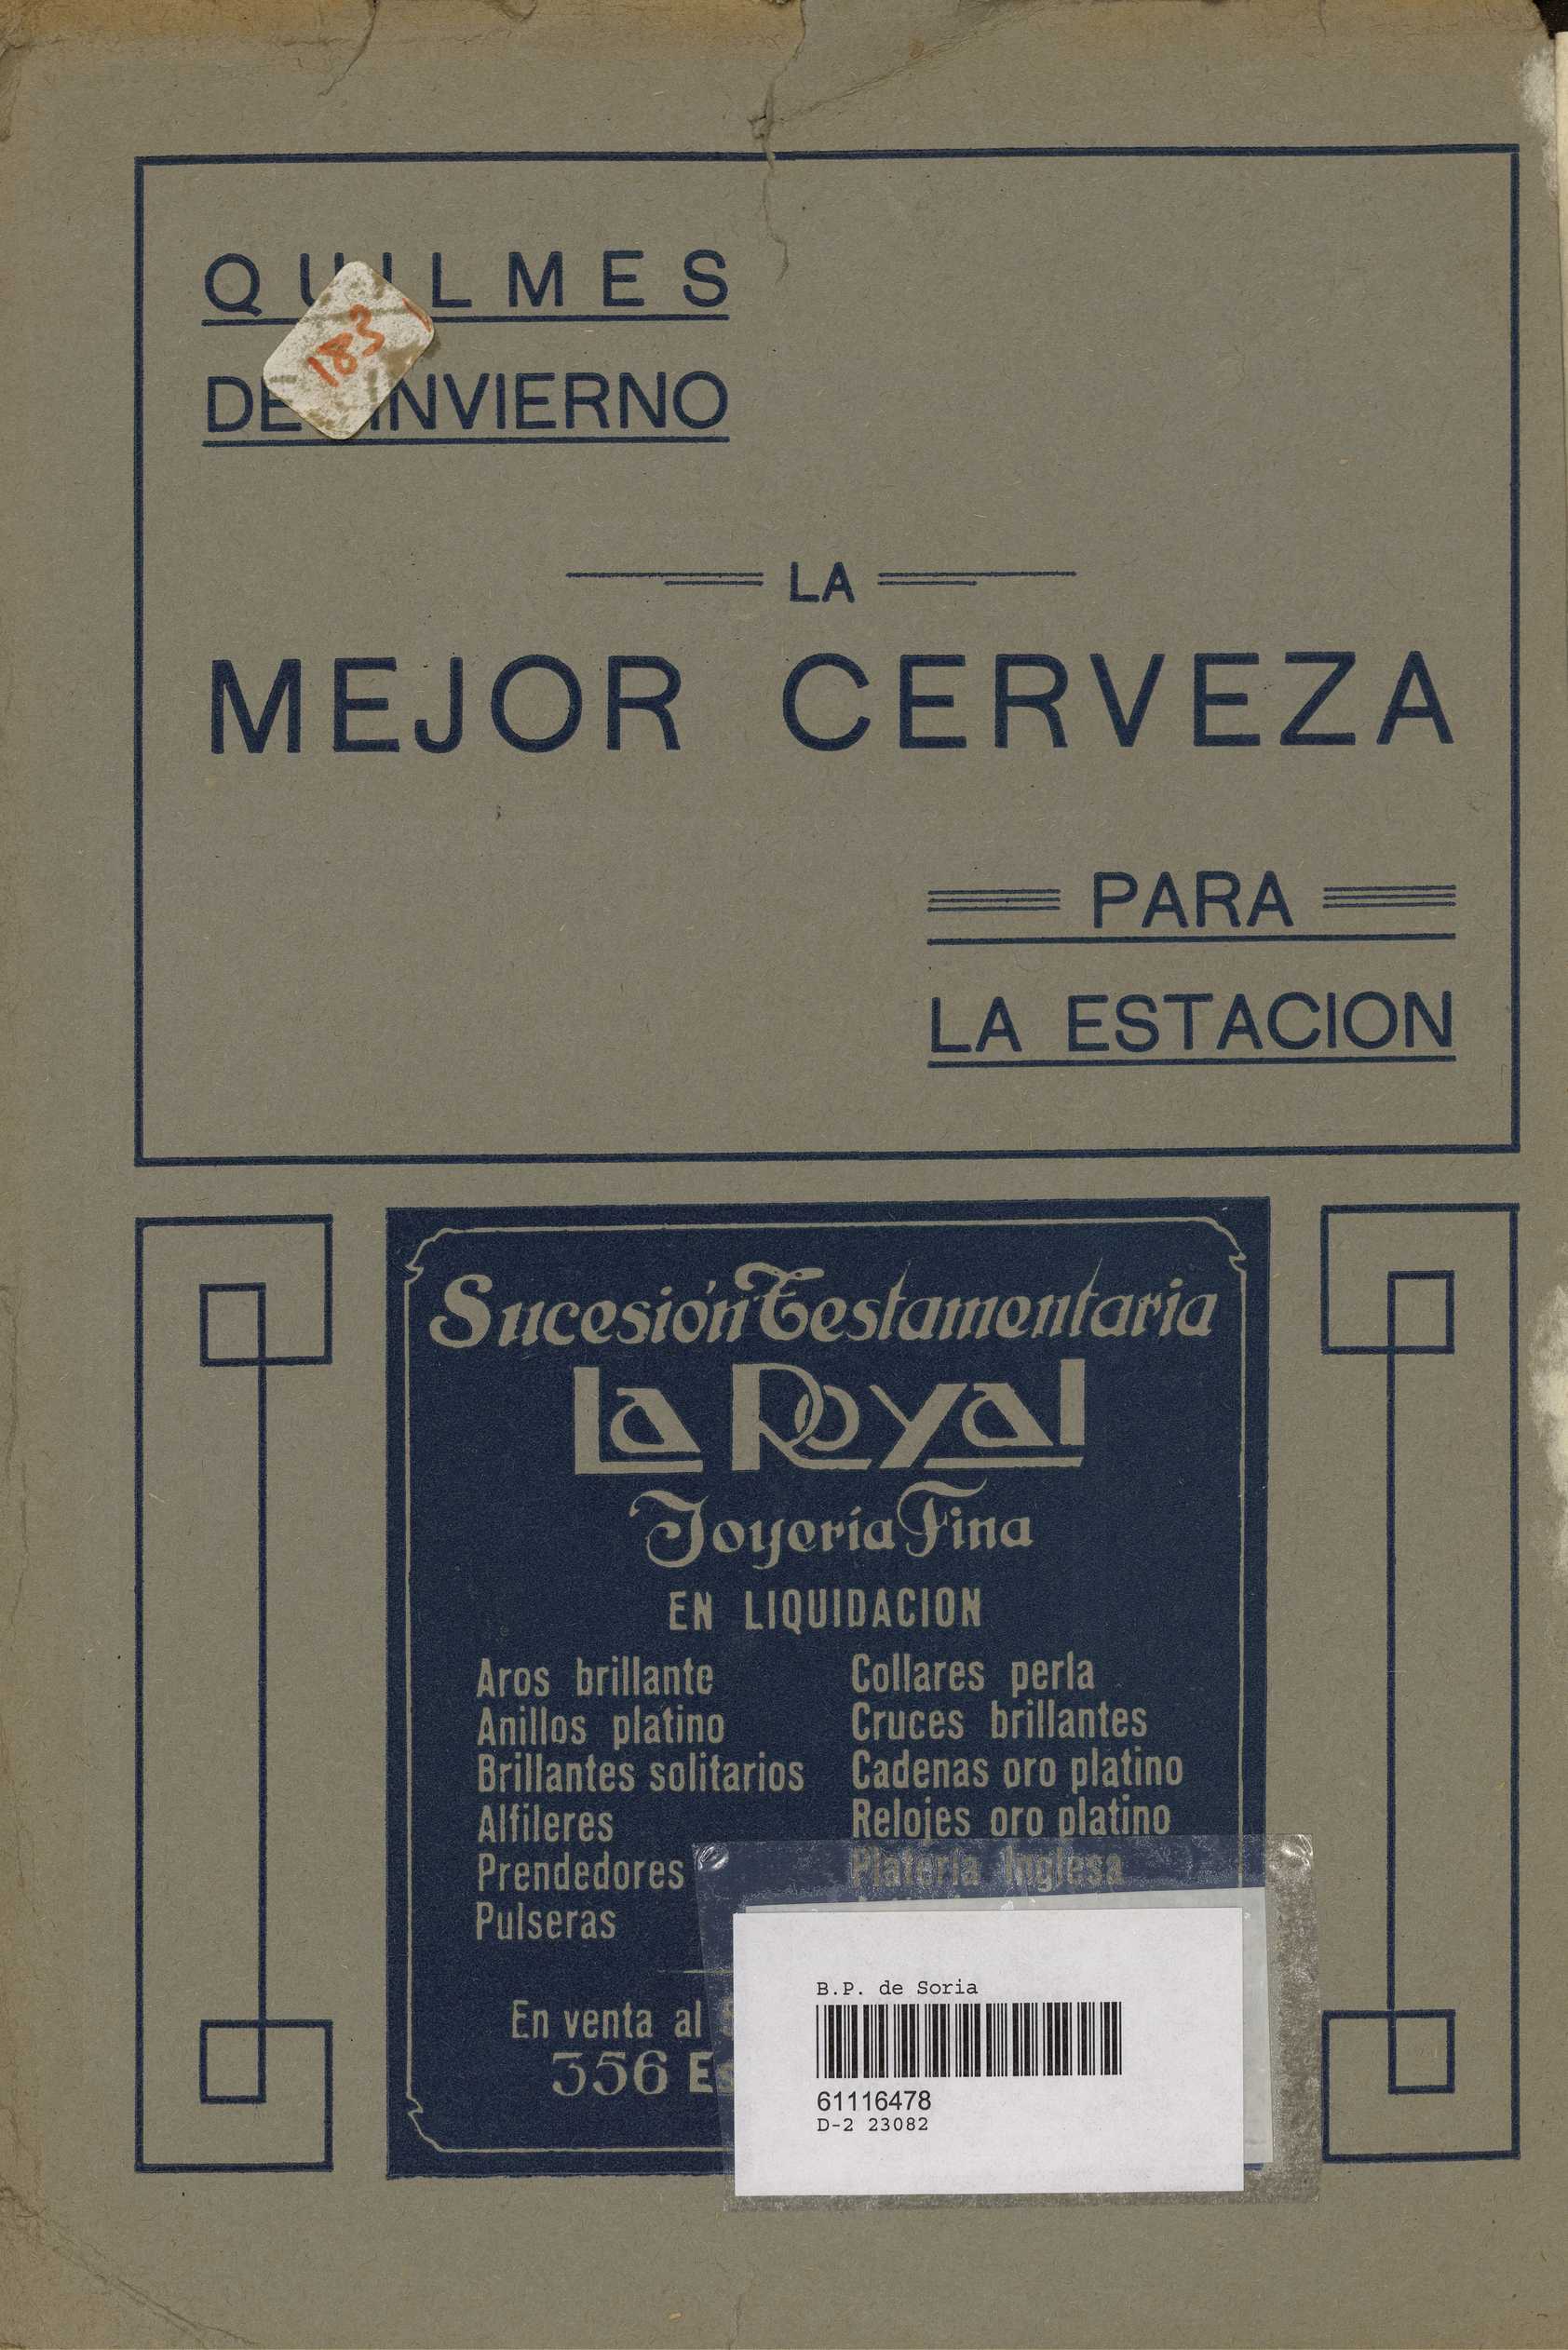 QUILMES
183
DE INVIERNO
LA
MEJOR CERVEZA
PARA
LA ESTACION
Sucesión Testamentaria
La Royal
Joyería Fina
EN LIQUIDACION
Aros brillante
Anillos platino
Brillantes solitarios
Alfileres
Prendedores
Pulseras
Collares perla
Cruces brillantes
Cadenas oro platino
Relojes oro platino
Platería Inglesa
En venta al
356
B.P. de Soria
61116478
D-2 23082